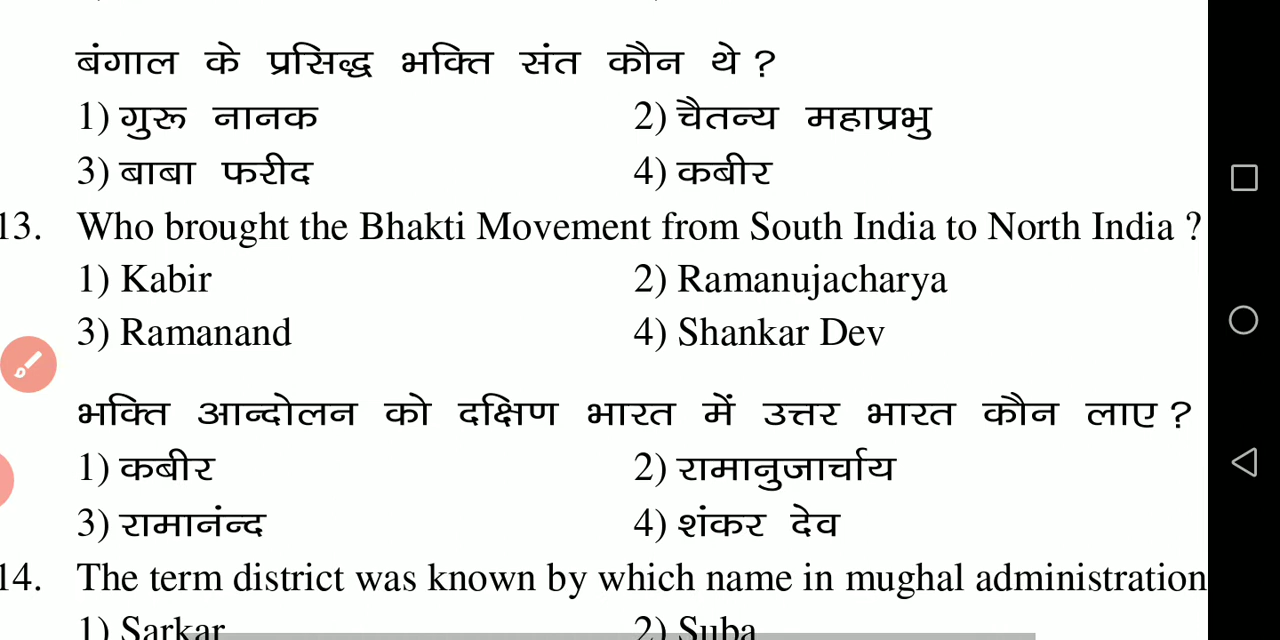 बंगाल के प्रसिद्ध भक्ति संत कौन थे ?
1) गुरू नानक 2) चैतन्य महाप्रभु
3) बाबा फरीद 4) कबीर
13. Who brought the Bhakti Movement from South India to North India ?
1) Kabir 2) Ramanujacharya
3) Ramanand 4) Shankar Dev
भक्ति आन्दोलन को दक्षिण भारत में उत्तर भारत कौन लाए ?
1) कबीर 2) रामानुजार्चाय
3) रामानंन्द 4) शंकर देव
14. The term district was known by which name in mughal administration
1) Sarkar 2) Suba